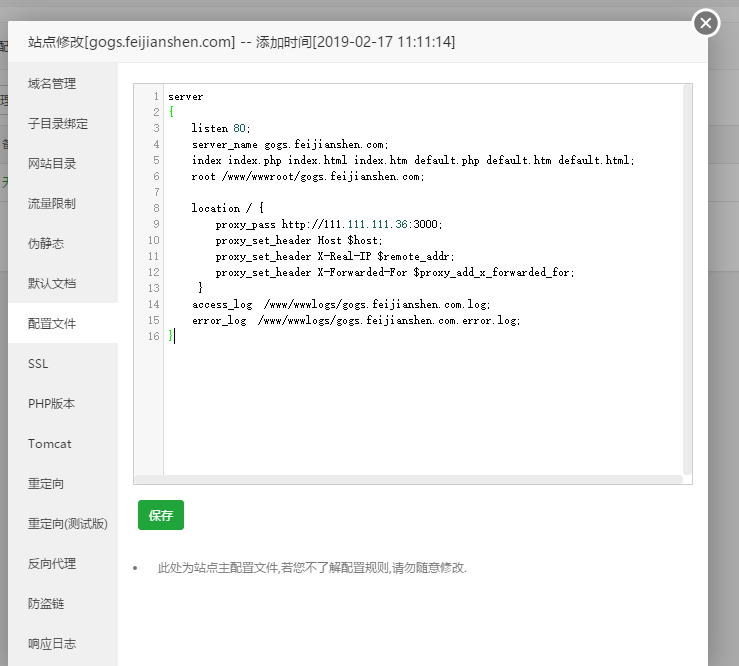 站点修改[gogs.feijianshen.com] -- 添加时间[2019-02-17 11:11:14]
域名管理
子目录绑定
网站目录
流量限制
伪静态
默认文档
配置文件
SSL
PHP版本
Tomcat
重定向
重定向(测试版)
反向代理
防盗链
响应日志
1 server
2 {
3     listen 80;
4     server_name gogs.feijianshen.com;
5     index index.php index.html index.htm default.php default.htm default.html;
6     root /www/wwwroot/gogs.feijianshen.com;
7
8     location / {
9         proxy_pass http://111.111.111.36:3000;
10         proxy_set_header Host $host;
11         proxy_set_header X-Real-IP $remote_addr;
12         proxy_set_header X-Forwarded-For $proxy_add_x_forwarded_for;
13      }
14     access_log  /www/wwwlogs/gogs.feijianshen.com.log;
15     error_log  /www/wwwlogs/gogs.feijianshen.com.error.log;
16 }
保存
• 此处为站点主配置文件,若您不了解配置规则,请勿随意修改.